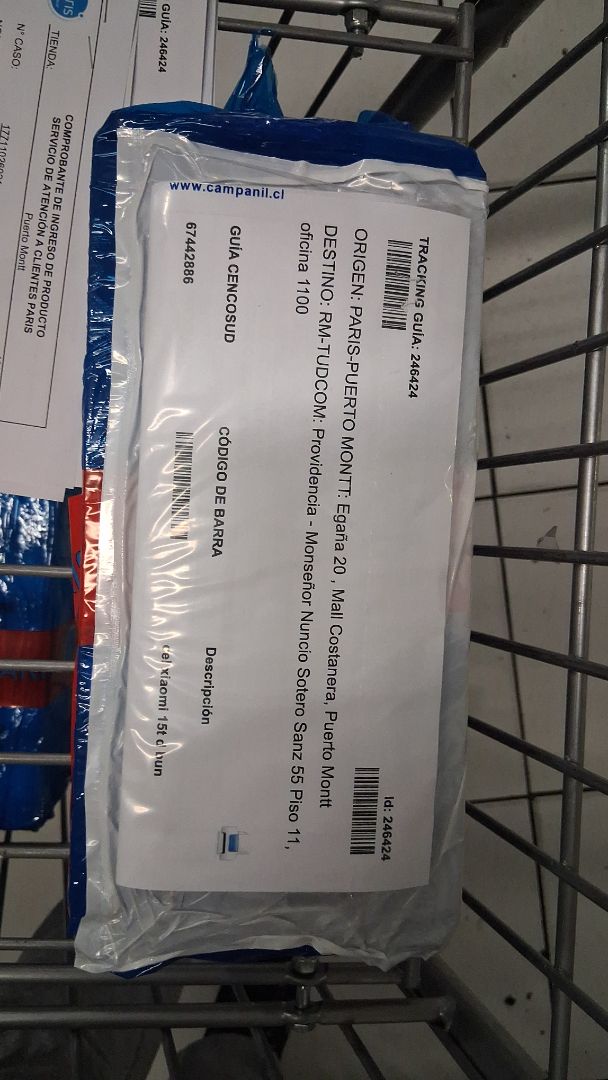 www.campanil.cl
TRACKING GUÍA: 246424
Id: 246424
ORIGEN: PARIS-PUERTO MONTT: Egaña 20 , Mall Costanera, Puerto Montt
DESTINO: RM-TUDCOM: Providencia - Monseñor Nuncio Sotero Sanz 55 Piso 11,
oficina 1100
GUÍA CENCOSUD
CÓDIGO DE BARRA
Descripción
67442886
xiaomi 15t
GUÍA: 246424
COMPROBANTE DE INGRESO DE PRODUCTO
SERVICIO DE ATENCIÓN A CLIENTES PARIS
TIENDA:
Puerto Montt
N° CASO: